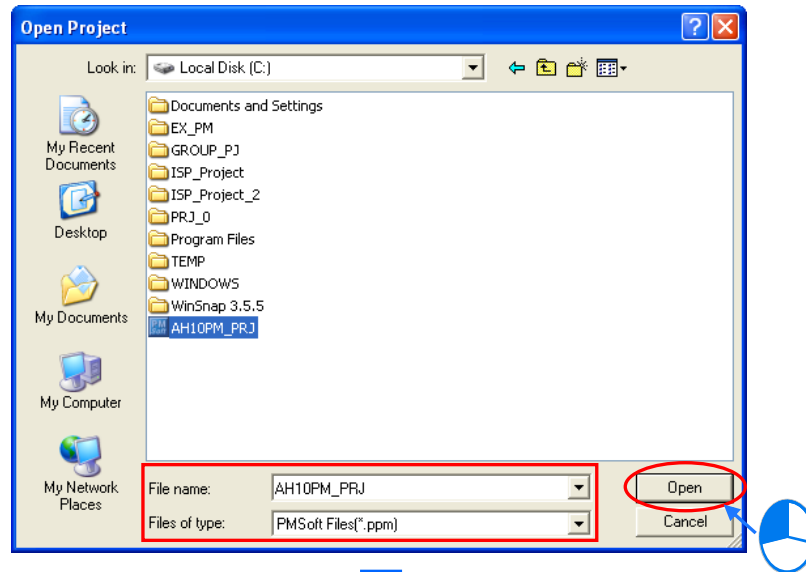 Open Project
Look in:
Local Disk (C:)
Documents and Settings
EX_PM
GROUP_PJ
ISP_Project
ISP_Project_2
PRJ_0
Program Files
TEMP
WINDOWS
WinSnap 3.5.5
PM Soft
AH10PM_PRJ
My Recent
Documents
Desktop
My Documents
My Computer
My Network
Places
File name:
AH10PM_PRJ
Open
Files of type:
PMSoft Files(*.ppm)
Cancel